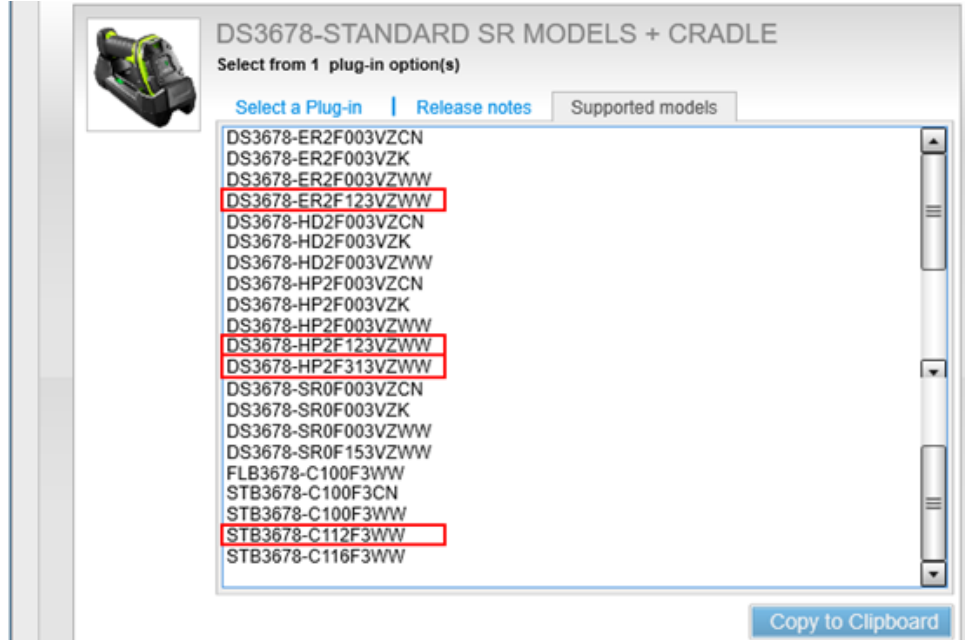 DS3678-STANDARD SR MODELS + CRADLE
Select from 1 plug-in option(s)
Select a Plug-in | Release notes Supported models
DS3678-ER2F003VZCN
DS3678-ER2F003VZK
DS3678-ER2F003VZWW
DS3678-ER2F123VZWW
DS3678-HD2F003VZCN
DS3678-HD2F003VZK
DS3678-HD2F003VZWW
DS3678-HP2F003VZCN
DS3678-HP2F003VZK
DS3678-HP2F003VZWW
DS3678-HP2F123VZWW
DS3678-HP2F313VZWW
DS3678-SR0F003VZCN
DS3678-SR0F003VZK
DS3678-SR0F003VZWW
DS3678-SR0F153VZWW
FLB3678-C100F3WW
STB3678-C100F3CN
STB3678-C100F3WW
STB3678-C112F3WW
STB3678-C116F3WW
Copy to Clipboard